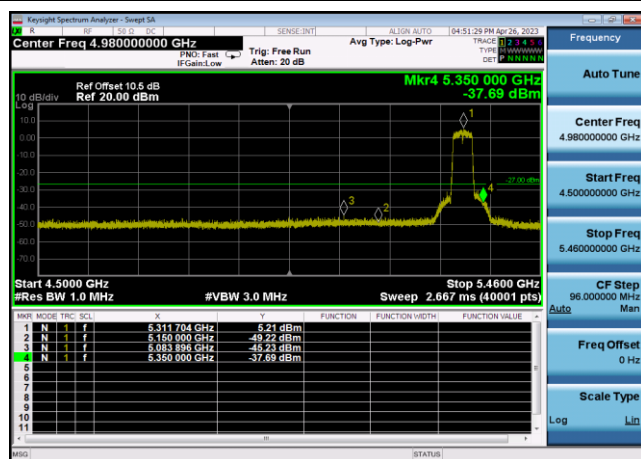 Keysight Spectrum Analyzer - Swept SA
R RF 50 Ω DC SENSE:INT ALIGN AUTO 04:51:29 PM Apr 26, 2023
Center Freq 4.980000000 GHz
PNO: Fast
IFGain:Low
Trig: Free Run
Atten: 20 dB
Avg Type: Log-Pwr
TRACE 1 2 3 4 5 6
TYPE M W W W W W
DET P N N N N N
Ref Offset 10.5 dB
10 dB/div Ref 20.00 dBm
Log
Mkr4 5.350 000 GHz
-37.69 dBm
10.0
0.00
-10.0
-20.0
-30.0
-40.0
-50.0
-60.0
-70.0
1
-27.00 dBm
4
3
2
Start 4.5000 GHz Stop 5.4600 GHz
#Res BW 1.0 MHz #VBW 3.0 MHz Sweep 2.667 ms (40001 pts)
MKR MODE TRC SCL X Y FUNCTION FUNCTION WIDTH FUNCTION VALUE
1 N 1 f 5.311 704 GHz 5.21 dBm
2 N 1 f 5.150 000 GHz -49.22 dBm
3 N 1 f 5.083 896 GHz -45.23 dBm
4 N 1 f 5.350 000 GHz -37.69 dBm
5
6
7
8
9
10
11
MSG STATUS
Frequency
Auto Tune
Center Freq
4.980000000 GHz
Start Freq
4.500000000 GHz
Stop Freq
5.460000000 GHz
CF Step
96.000000 MHz
Auto Man
Freq Offset
0 Hz
Scale Type
Log Lin